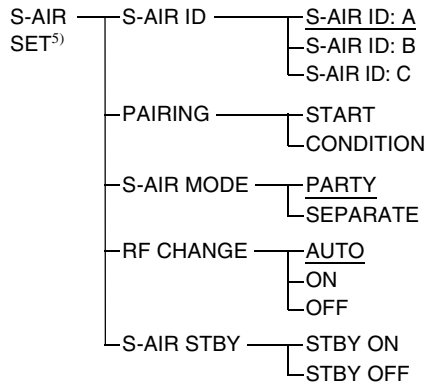 S-AIR SET5)
S-AIR ID
S-AIR ID: A
S-AIR ID: B
S-AIR ID: C
PAIRING
START
CONDITION
S-AIR MODE
PARTY
SEPARATE
RF CHANGE
AUTO
ON
OFF
S-AIR STBY
STBY ON
STBY OFF